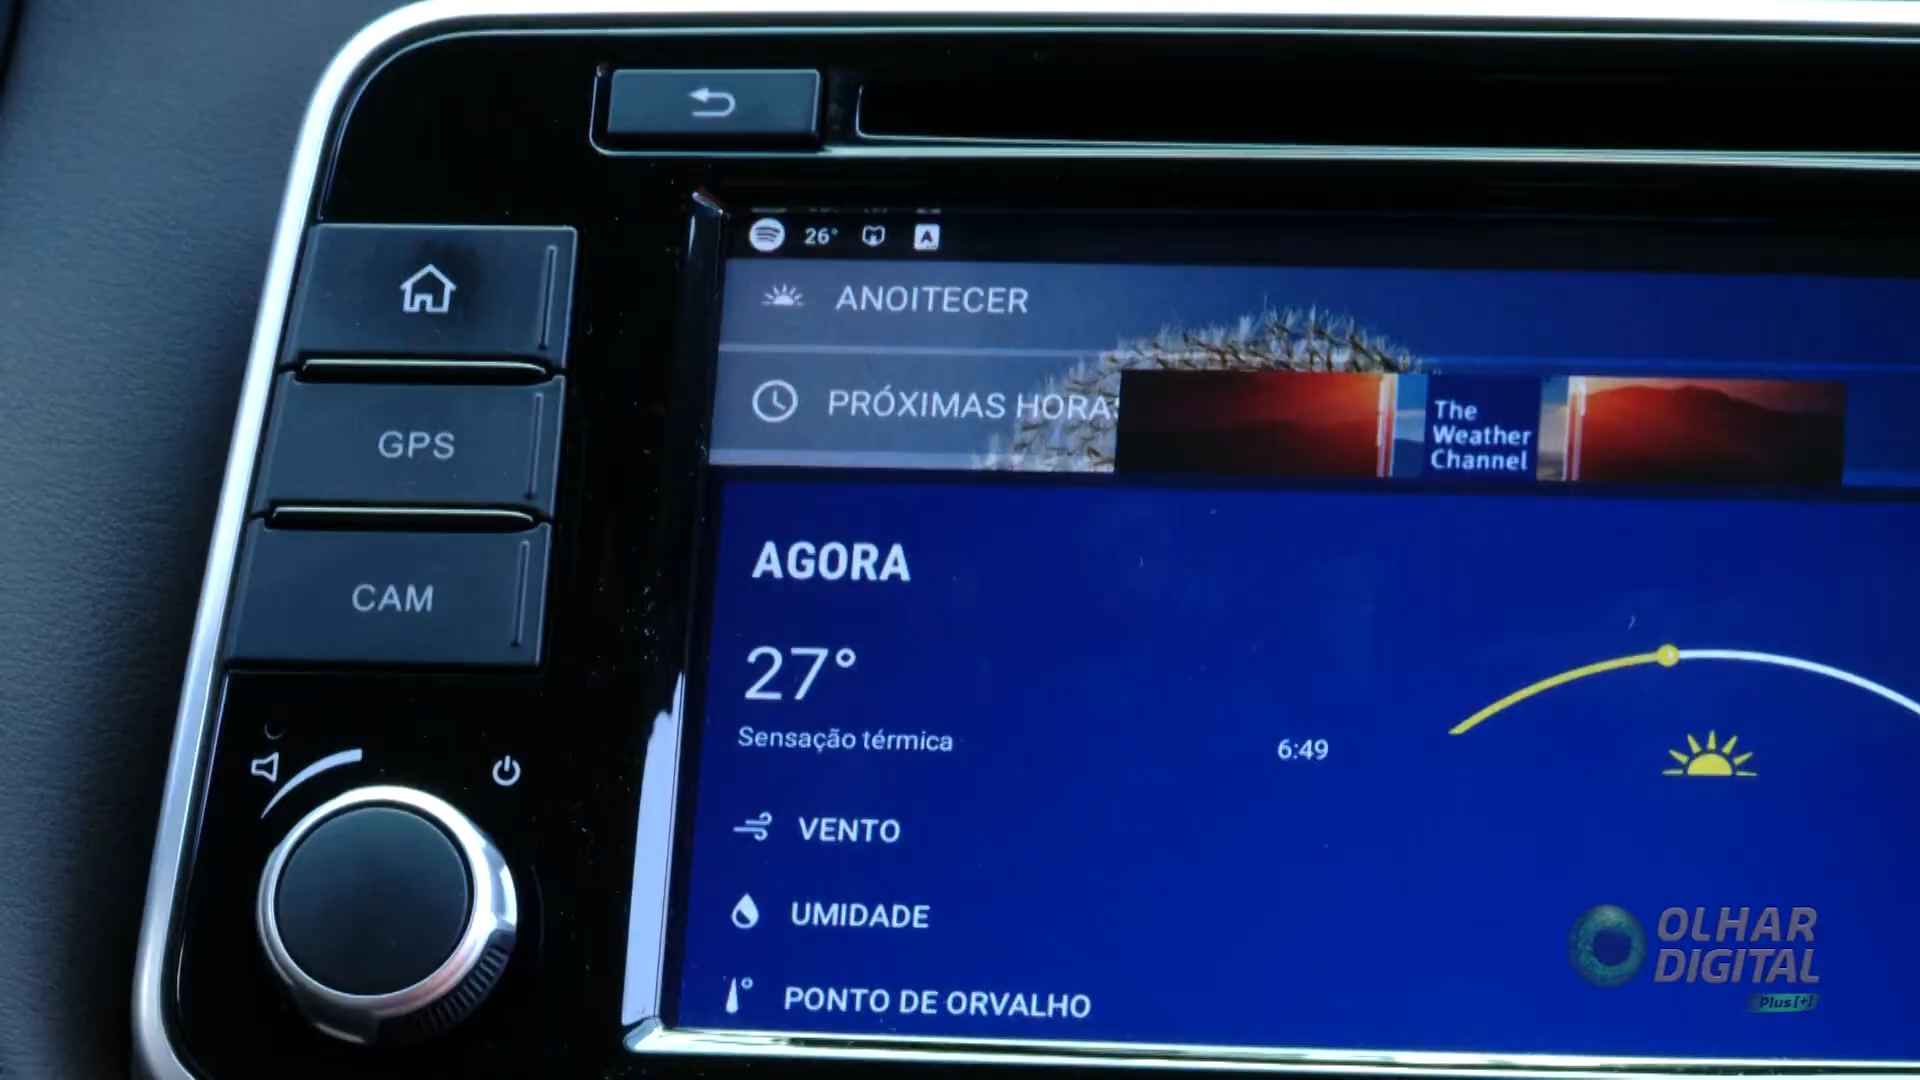 26°
A
ANOITECER
PRÓXIMAS HORAS
The
Weather
Channel
GPS
AGORA
CAM
27°
Sensação térmica
6:49
VENTO
UMIDADE
PONTO DE ORVALHO
OLHAR
DIGITAL
Plus[+]